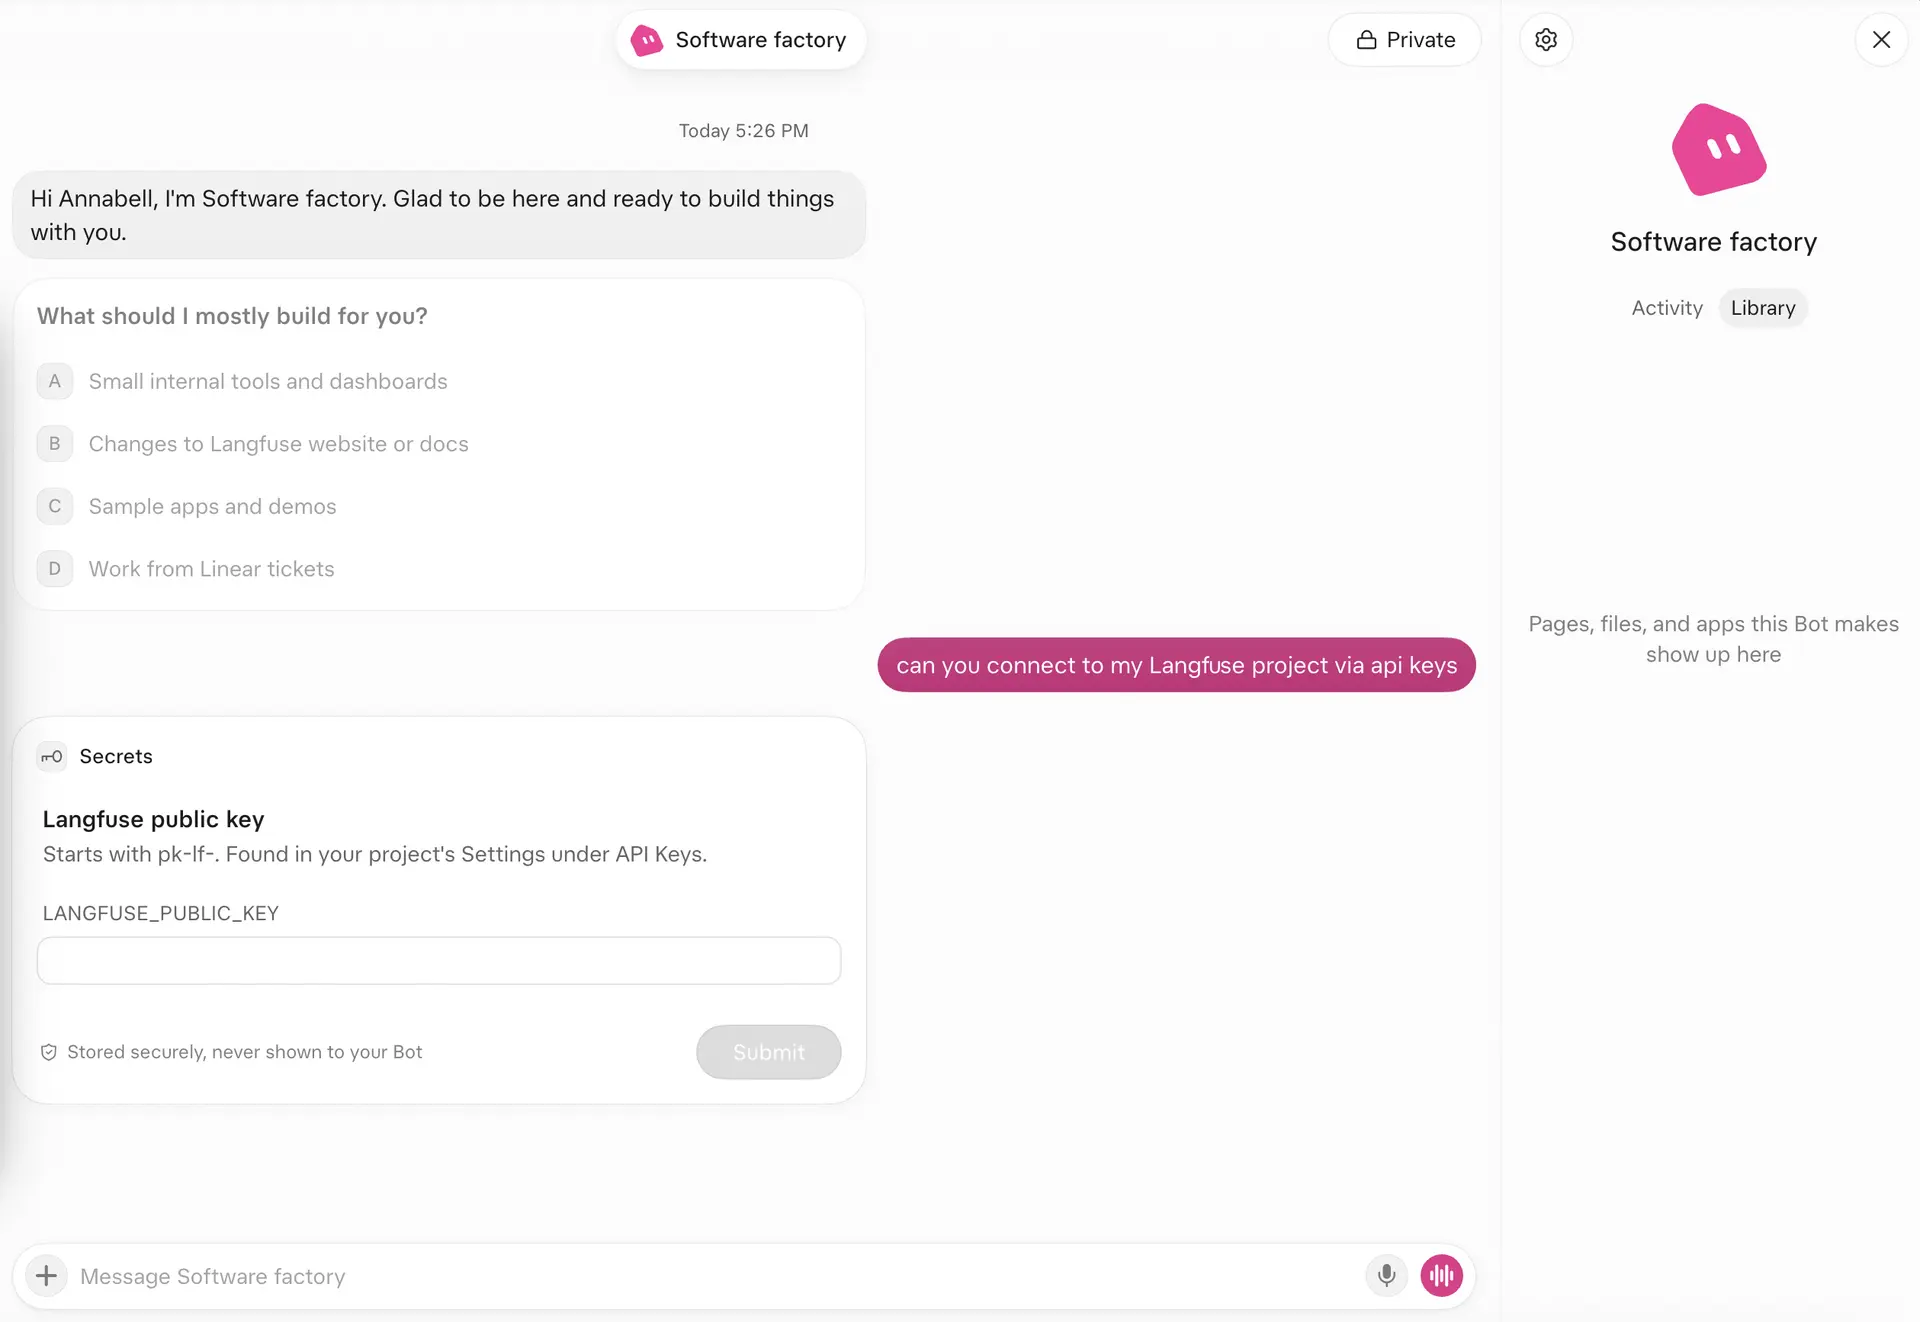 Software factory
Private
Today 5:26 PM
Hi Annabell, I'm Software factory. Glad to be here and ready to build things
with you.
What should I mostly build for you?
A Small internal tools and dashboards
B Changes to Langfuse website or docs
C Sample apps and demos
D Work from Linear tickets
can you connect to my Langfuse project via api keys
Secrets
Langfuse public key
Starts with pk-lf-. Found in your project's Settings under API Keys.
LANGFUSE_PUBLIC_KEY
Stored securely, never shown to your Bot
Submit
Message Software factory
Software factory
Activity Library
Pages, files, and apps this Bot makes
show up here